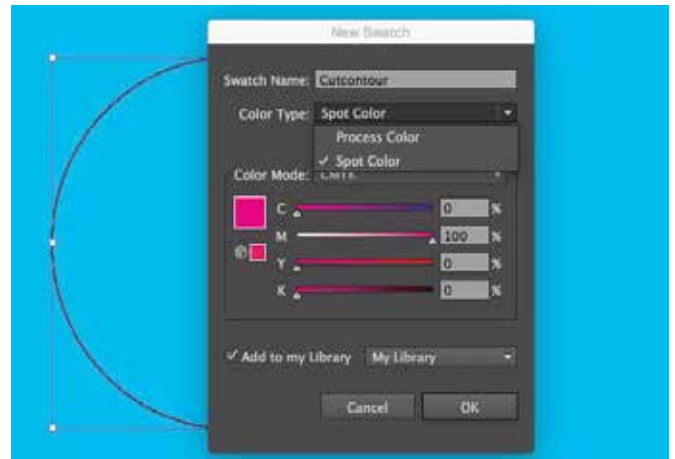 New Swatch
Swatch Name: Cutcontour
Color Type: Spot Color
Process Color
✓ Spot Color
Color Mode: CMYK
C 0 %
M 100 %
Y 0 %
K 0 %
✓ Add to my Library My Library
Cancel OK